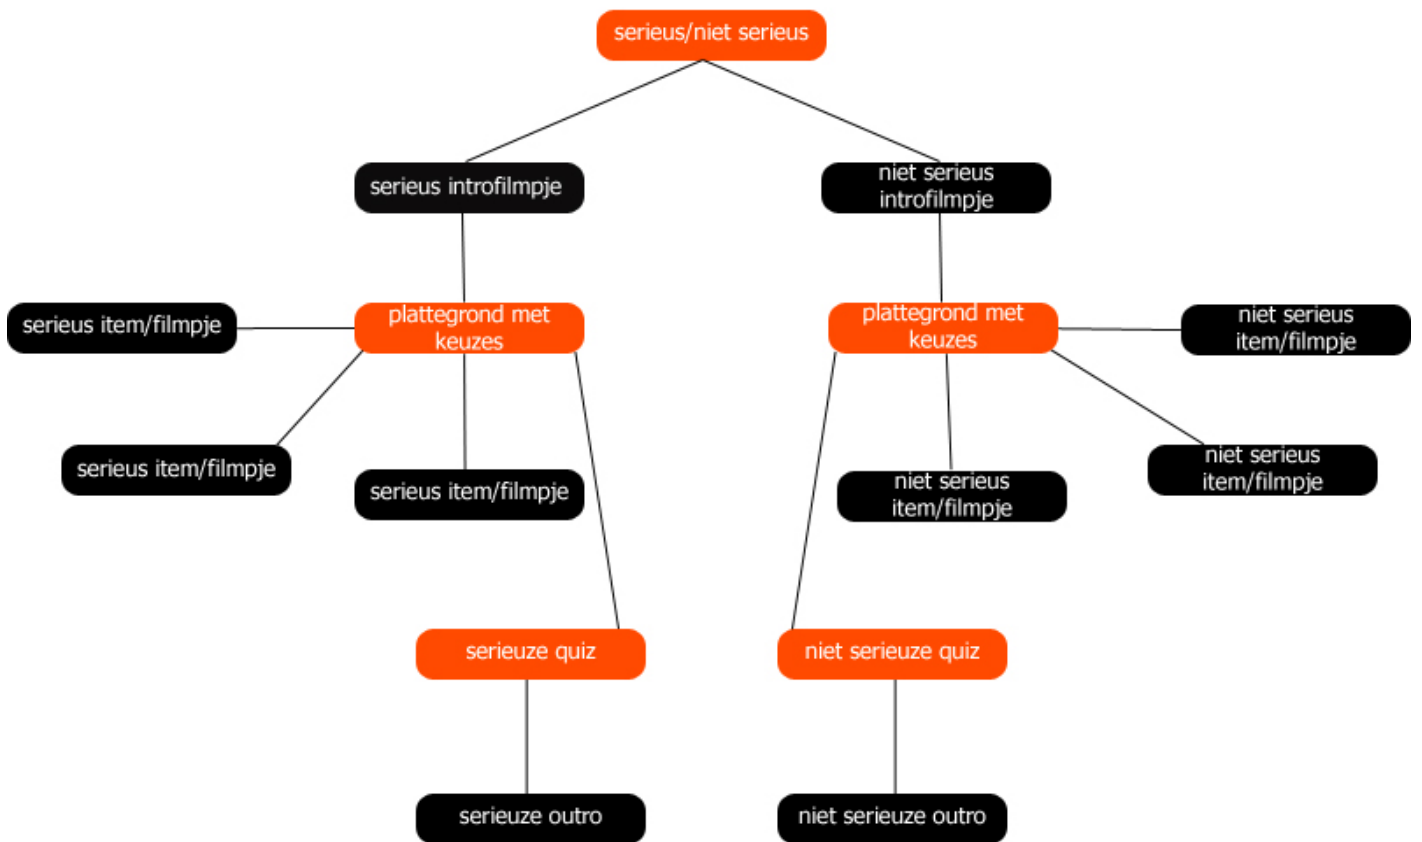 serieus/niet serieus
serieus introfilmpje
niet serieus
introfilmpje
serieus item/filmpje
plattegrond met
keuzes
plattegrond met
keuzes
niet serieus
item/filmpje
serieus item/filmpje
serieus item/filmpje
niet serieus
item/filmpje
niet serieus
item/filmpje
serieuze quiz
niet serieuze quiz
serieuze outro
niet serieuze outro